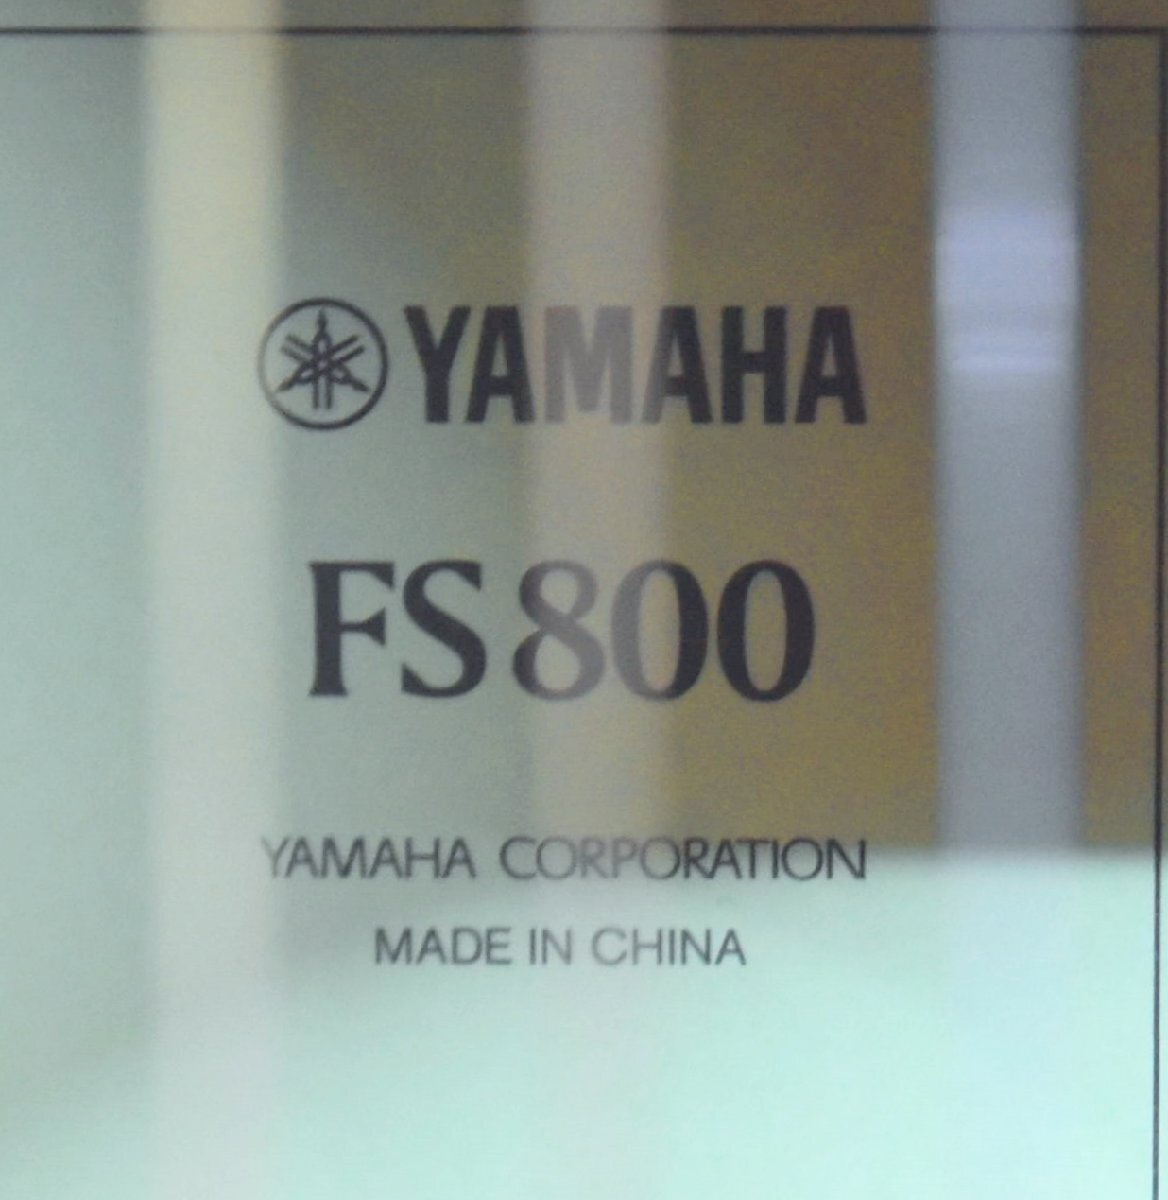 YAMAHA
FS800
YAMAHA CORPORATION
MADE IN CHINA